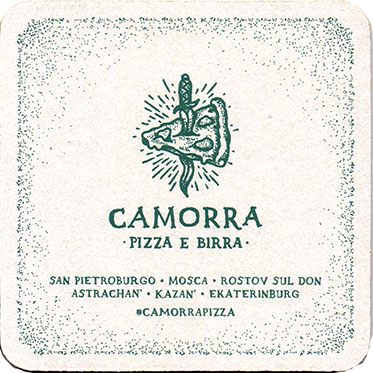 CAMORRA
· PIZZA E BIRRA ·
SAN PIETROBURGO · MOSCA · ROSTOV SUL DON
ASTRACHAN' · KAZAN' · EKATERINBURG
#CAMORRAPIZZA